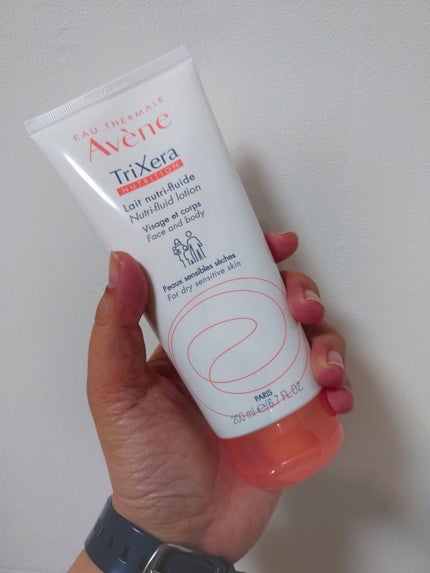 EAU THERMALE
Avène
TriXera
NUTRITION
Lait nutri-fluide
Nutri-fluid lotion
Visage et corps
Face and body
Peaux sensibles sèches
For dry sensitive skin
PARIS
200 ml ℮ 6.7 FL.OZ